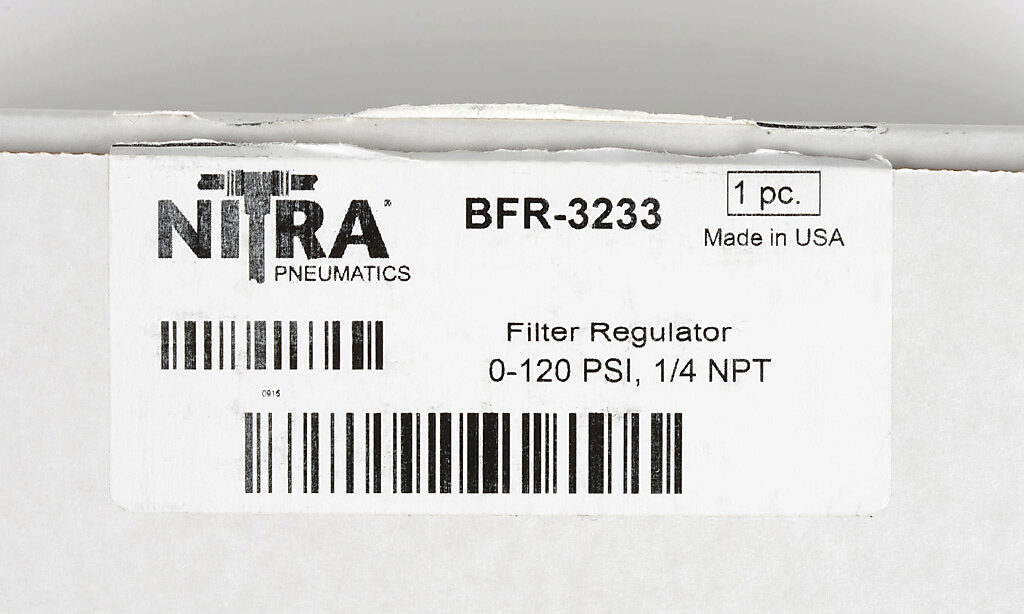 NITRA®
PNEUMATICS
BFR-3233
1 pc.
Made in USA
Filter Regulator
0-120 PSI, 1/4 NPT
0915